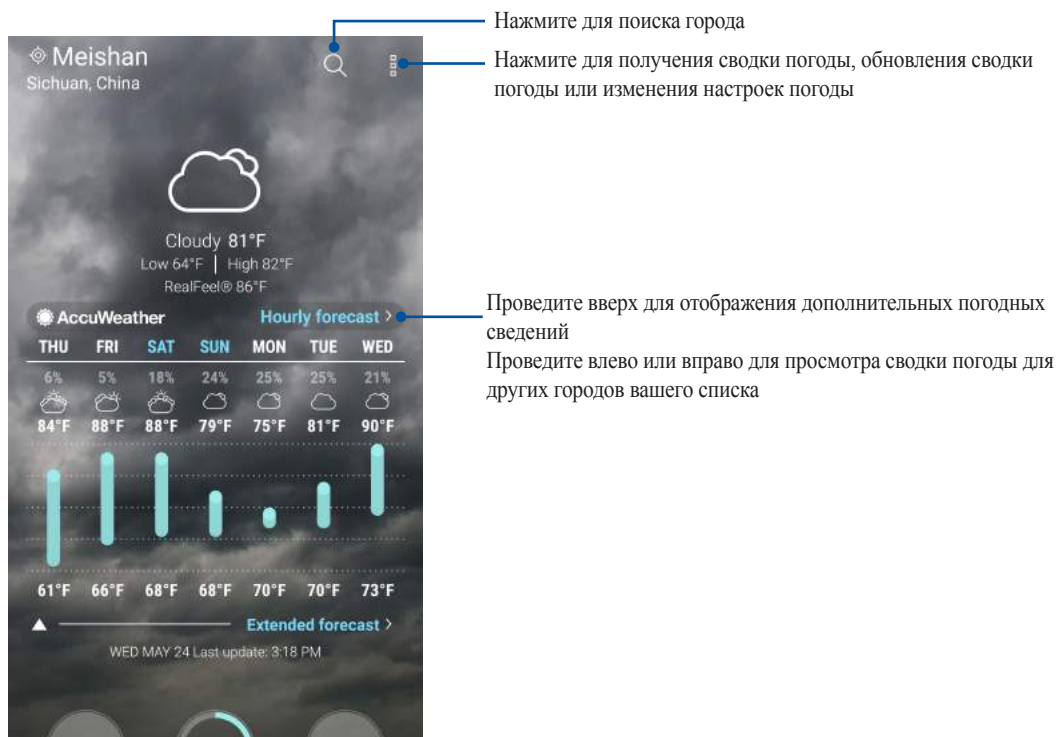 Нажмите для поиска города
Нажмите для получения сводки погоды, обновления сводки
погоды или изменения настроек погоды
Meishan
Sichuan, China
Cloudy 81°F
Low 64°F | High 82°F
RealFeel® 86°F
AccuWeather Hourly forecast >
Проведите вверх для отображения дополнительных погодных
сведений
Проведите влево или вправо для просмотра сводки погоды для
других городов вашего списка
THU FRI SAT SUN MON TUE WED
6% 5% 18% 24% 25% 25% 21%
84°F 88°F 88°F 79°F 75°F 81°F 90°F
61°F 66°F 68°F 68°F 70°F 70°F 73°F
Extended forecast >
WED MAY 24 Last update: 3:18 PM